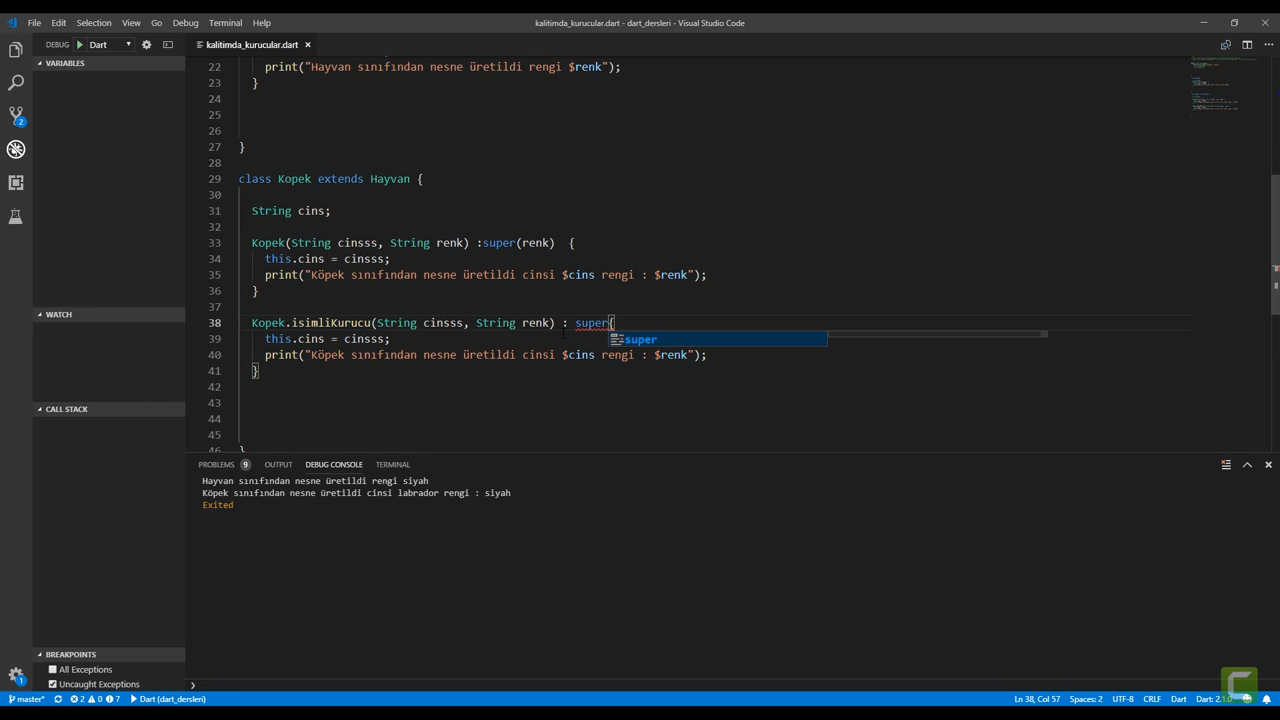 File Edit Selection View Go Debug Terminal Help
kalitimda_kurucular.dart - dart_dersleri - Visual Studio Code
DEBUG Dart
kalitimda_kurucular.dart
VARIABLES
22 print("Hayvan sınıfından nesne üretildi rengi $renk");
23 }
24
25
26
27 }
28
29 class Kopek extends Hayvan {
30
31 String cins;
32
33 Kopek(String cinsss, String renk) :super(renk) {
34 this.cins = cinsss;
35 print("Köpek sınıfından nesne üretildi cinsi $cins rengi : $renk");
36 }
37
38 Kopek.isimliKurucu(String cinsss, String renk) : super{
super
39 this.cins = cinsss;
40 print("Köpek sınıfından nesne üretildi cinsi $cins rengi : $renk");
41 }
42
43
44
45
46 }
WATCH
CALL STACK
BREAKPOINTS
All Exceptions
Uncaught Exceptions
2
1
PROBLEMS 9 OUTPUT DEBUG CONSOLE TERMINAL
Hayvan sınıfından nesne üretildi rengi siyah
Köpek sınıfından nesne üretildi cinsi labrador rengi : siyah
Exited
master* 2 0 7 Dart (dart_dersleri) Ln 38, Col 57 Spaces: 2 UTF-8 CRLF Dart Dart: 2.1.0